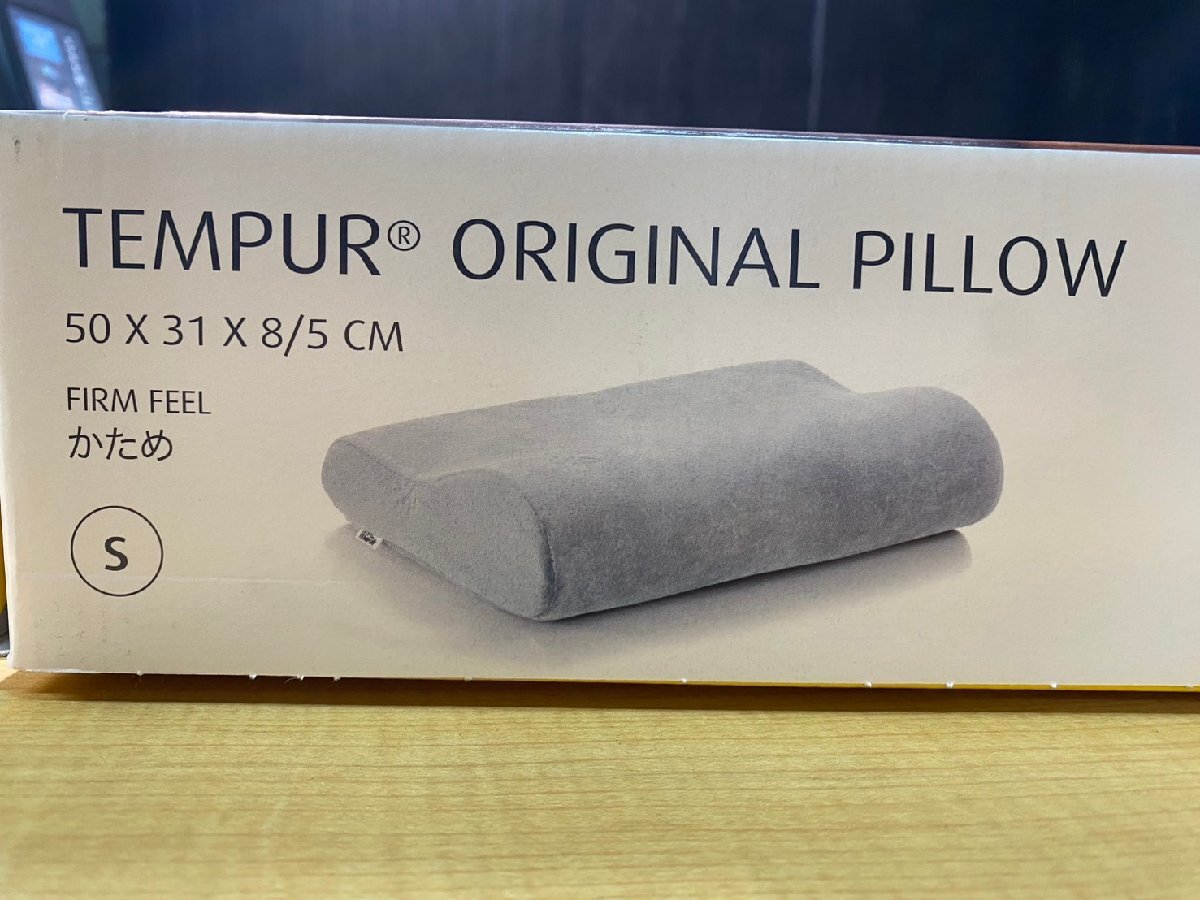 TEMPUR® ORIGINAL PILLOW
50 X 31 X 8/5 CM
FIRM FEEL
かため
S